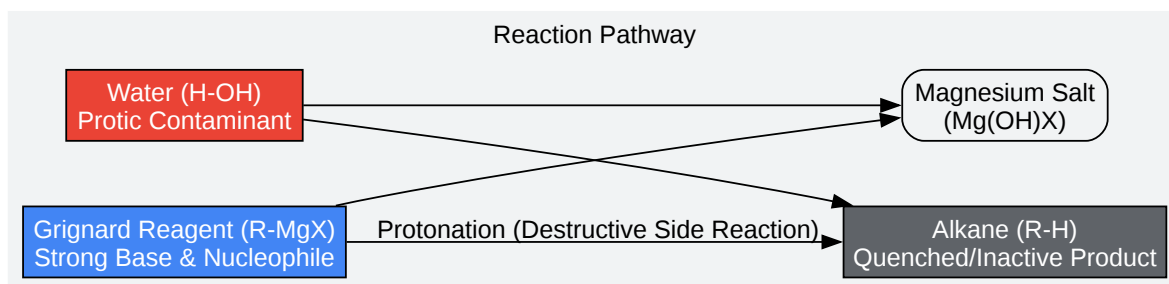 Reaction Pathway
Water (H-OH)
Protic Contaminant
Magnesium Salt
(Mg(OH)X)
Grignard Reagent (R-MgX)
Strong Base & Nucleophile
Protonation (Destructive Side Reaction)
Alkane (R-H)
Quenched/Inactive Product